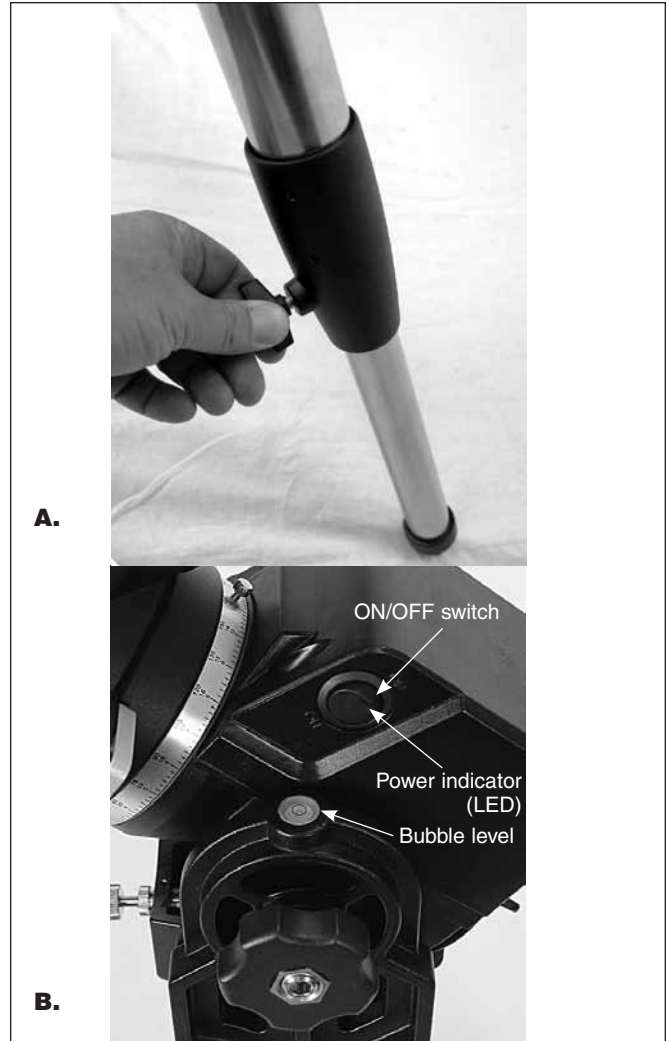 A.
ON/OFF switch
Power indicator
(LED)
Bubble level
B.